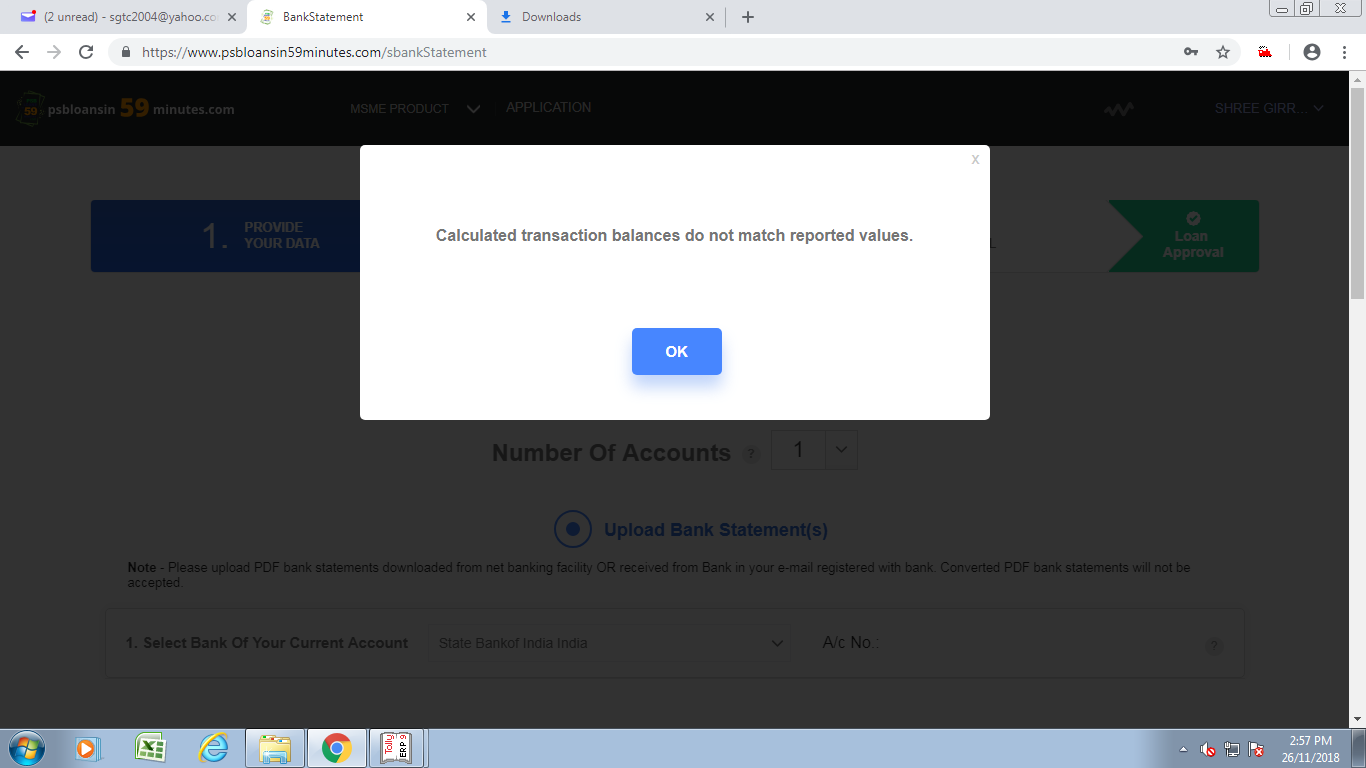 (2 unread) - sgtc2004@yahoo.co
BankStatement
Downloads
https://www.psbloansin59minutes.com/sbankStatement
59 psbloansin 59 minutes.com
MSME PRODUCT
APPLICATION
SHREE GIRR...
X
1. PROVIDE
YOUR DATA
Calculated transaction balances do not match reported values.
Loan
Approval
OK
Number Of Accounts ? 1
Upload Bank Statement(s)
Note - Please upload PDF bank statements downloaded from net banking facility OR received from Bank in your e-mail registered with bank. Converted PDF bank statements will not be
accepted.
1. Select Bank Of Your Current Account
State Bankof India India
A/c No.:
?
Tally
ERP 9
2:57 PM
26/11/2018